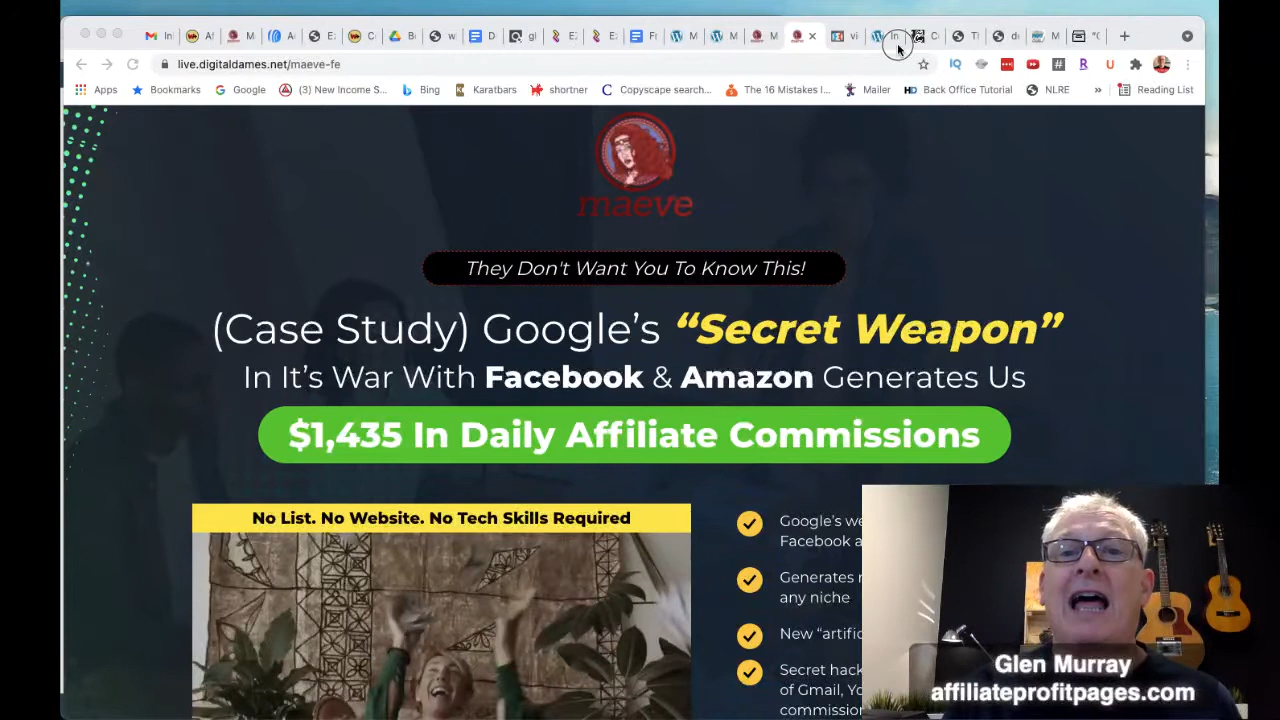 live.digitaldames.net/maeve-fe
Apps
Bookmarks
Google
(3) New Income S...
Bing
Karatbars
shortner
Copyscape search...
The 16 Mistakes I...
Mailer
HD Back Office Tutorial
NLRE
»
Reading List
maeve
They Don't Want You To Know This!
(Case Study) Google's "Secret Weapon"
In It's War With Facebook & Amazon Generates Us
$1,435 In Daily Affiliate Commissions
No List. No Website. No Tech Skills Required
Google's we
Facebook a
Generates
any niche
New "artific
Secret hac
of Gmail, Yo
commission
Glen Murray
affiliateprofitpages.com